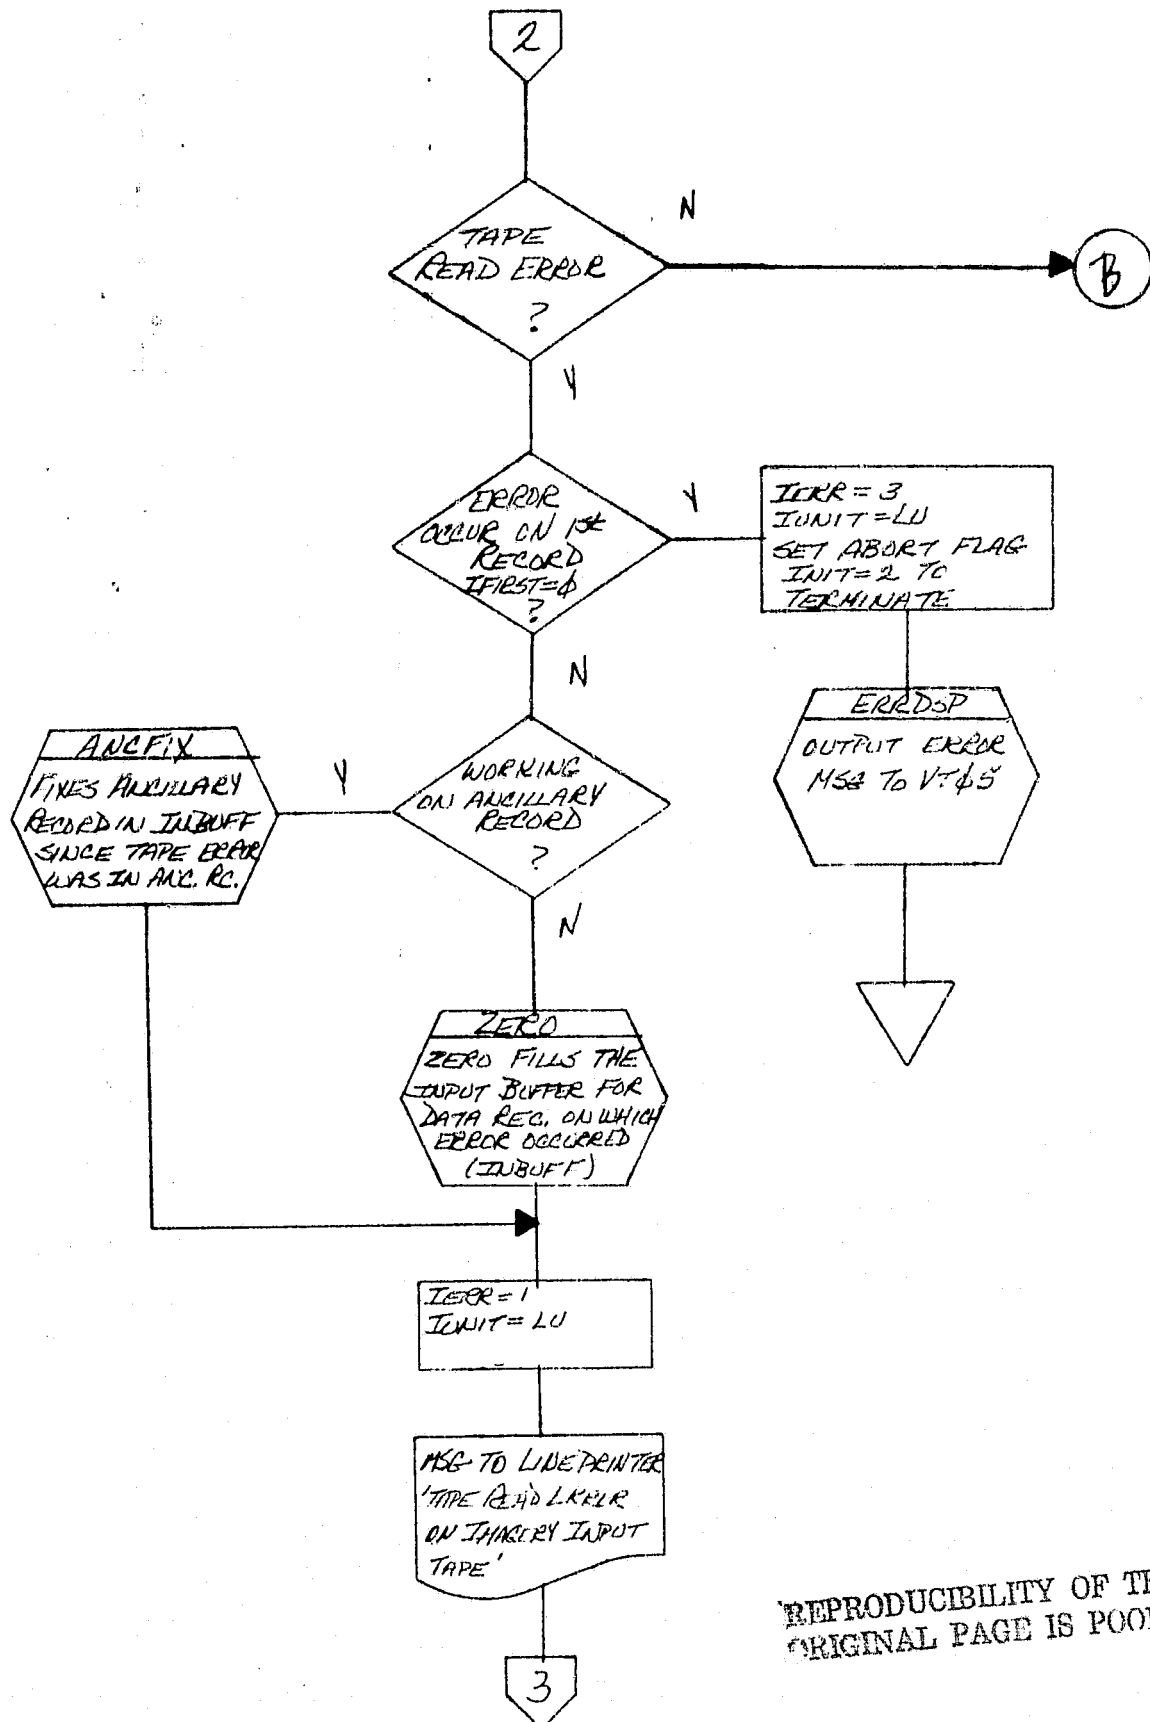 2
TAPE
READ ERROR
?
N
B
Y
ERROR
OCCUR ON 1st
RECORD
IFIRST=ϕ
?
Y
IERR = 3
IUNIT = LU
SET ABORT FLAG
INIT = 2 TO
TERMINATE
N
ERRDSP
OUTPUT ERROR
MSG TO VTϕ5
ANCFIX
FIXES ANCILLARY
RECORD IN INBUFF
SINCE TAPE ERROR
WAS IN ANC. RC.
Y
WORKING
ON ANCILLARY
RECORD
?
N
ZERO
ZERO FILLS THE
INPUT BUFFER FOR
DATA REC. ON WHICH
ERROR OCCURRED
(INBUFF)
IERR = 1
IUNIT = LU
MSG TO LINEPRINTER
'TAPE READ ERROR
ON IMAGERY INPUT
TAPE'
3
REPRODUCIBILITY OF
ORIGINAL PAGE IS